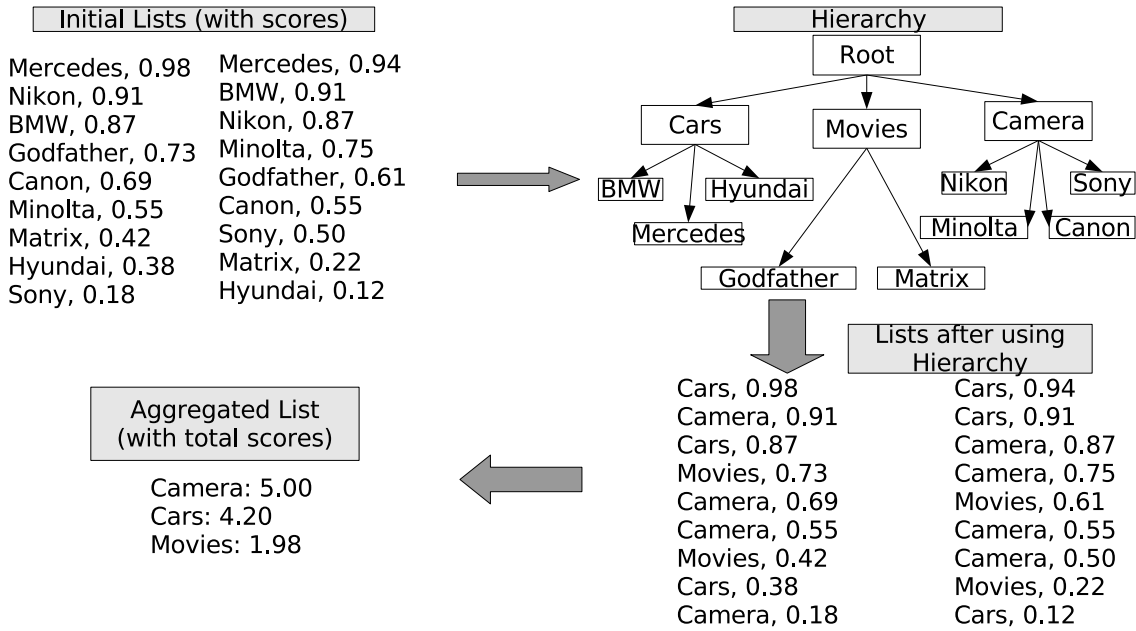 Initial Lists (with scores)
Mercedes, 0.98
Nikon, 0.91
BMW, 0.87
Godfather, 0.73
Canon, 0.69
Minolta, 0.55
Matrix, 0.42
Hyundai, 0.38
Sony, 0.18
Mercedes, 0.94
BMW, 0.91
Nikon, 0.87
Minolta, 0.75
Godfather, 0.61
Canon, 0.55
Sony, 0.50
Matrix, 0.22
Hyundai, 0.12
Hierarchy
Root
Cars
Movies
Camera
BMW
Hyundai
Mercedes
Nikon
Sony
Minolta
Canon
Godfather
Matrix
Lists after using
Hierarchy
Cars, 0.98
Camera, 0.91
Cars, 0.87
Movies, 0.73
Camera, 0.69
Camera, 0.55
Movies, 0.42
Cars, 0.38
Camera, 0.18
Cars, 0.94
Cars, 0.91
Camera, 0.87
Camera, 0.75
Movies, 0.61
Camera, 0.55
Camera, 0.50
Movies, 0.22
Cars, 0.12
Aggregated List
(with total scores)
Camera: 5.00
Cars: 4.20
Movies: 1.98